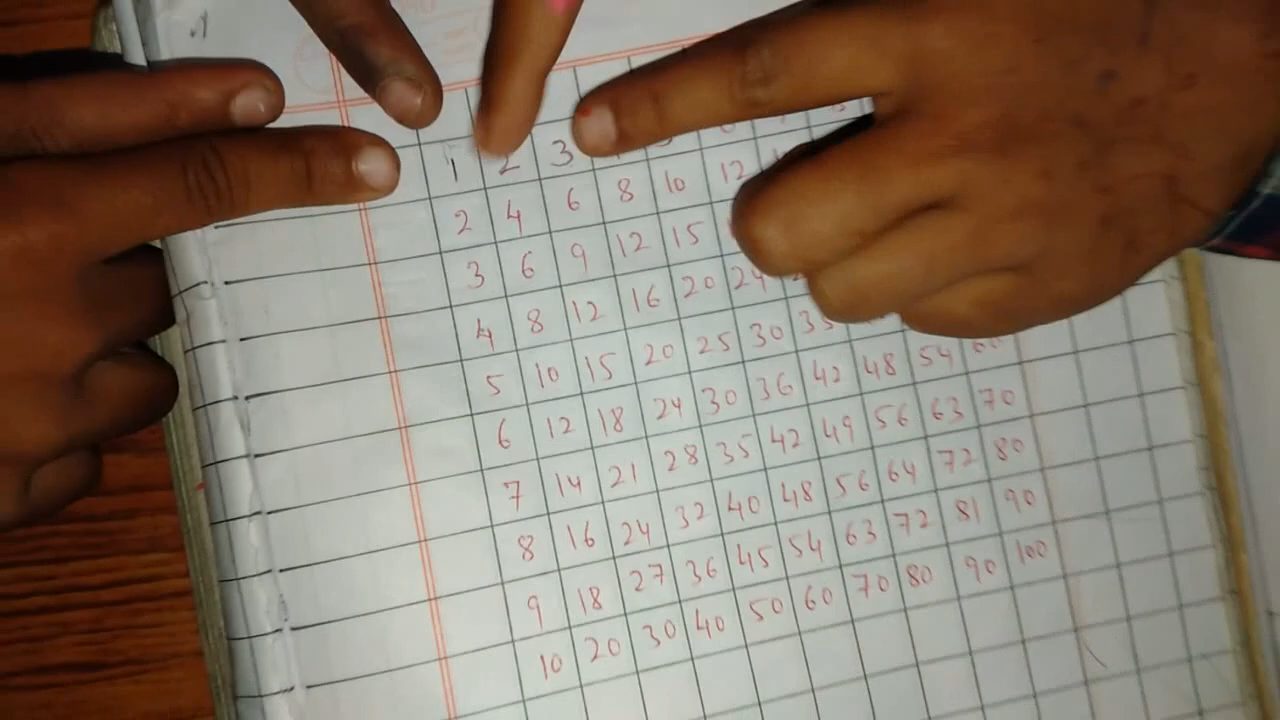 1 2 3
2 4 6 8 10 12
3 6 9 12 15
4 8 12 16 20 24
5 10 15 20 25 30 35
6 12 18 24 30 36 42 48 54 60
7 14 21 28 35 42 49 56 63 70
8 16 24 32 40 48 56 64 72 80
9 18 27 36 45 54 63 72 81 90
10 20 30 40 50 60 70 80 90 100